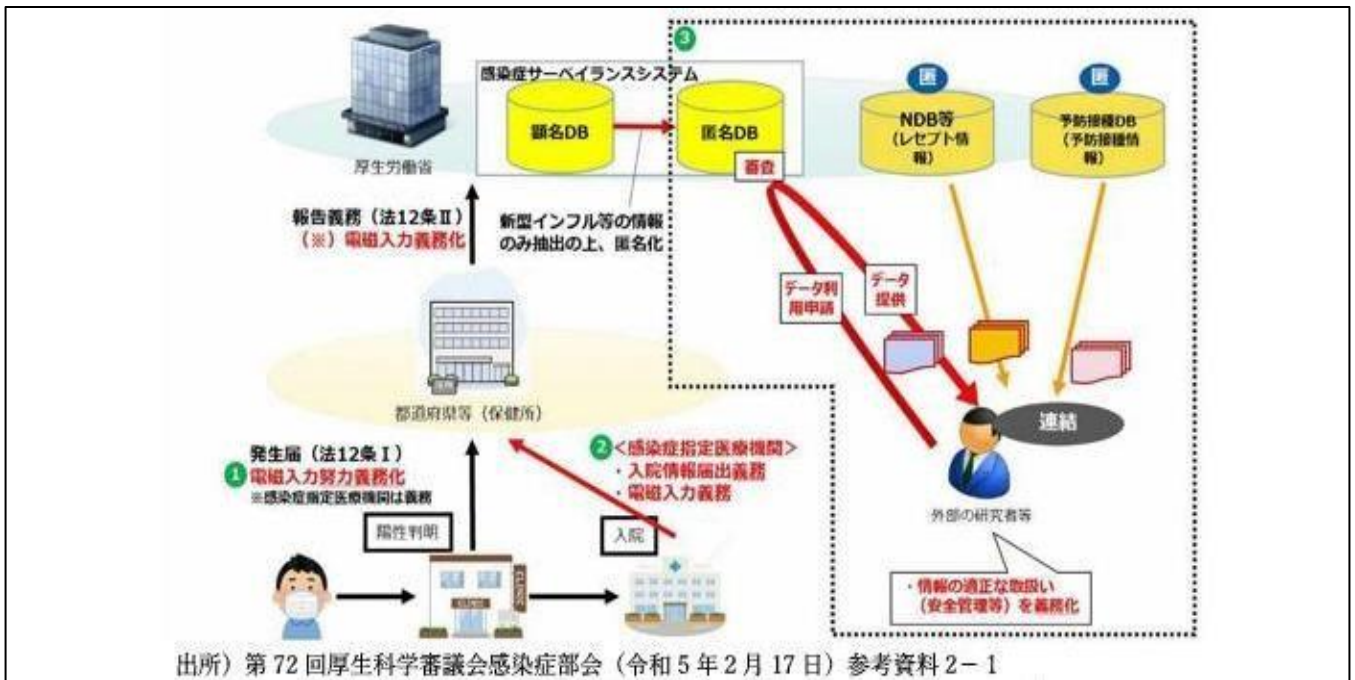 3
感染症サーベイランスシステム
顕名DB
匿名DB
審査
匿
NDB等
(レセプト情
報)
匿
予防接種DB
(予防接種情
報)
厚生労働省
報告義務(法12条Ⅱ)
(※)電磁入力義務化
新型インフル等の情報
のみ抽出の上、匿名化
データ利
用申請
データ
提供
連結
外部の研究者等
・情報の適正な取扱い
(安全管理等)を義務化
都道府県等(保健所)
発生届(法12条Ⅰ)
1 電磁入力努力義務化
※感染症指定医療機関は義務
2 <感染症指定医療機関>
・入院情報届出義務
・電磁入力義務
陽性判明
入院
CLINIC
CLINIC
出所)第72回厚生科学審議会感染症部会(令和5年2月17日)参考資料2-1